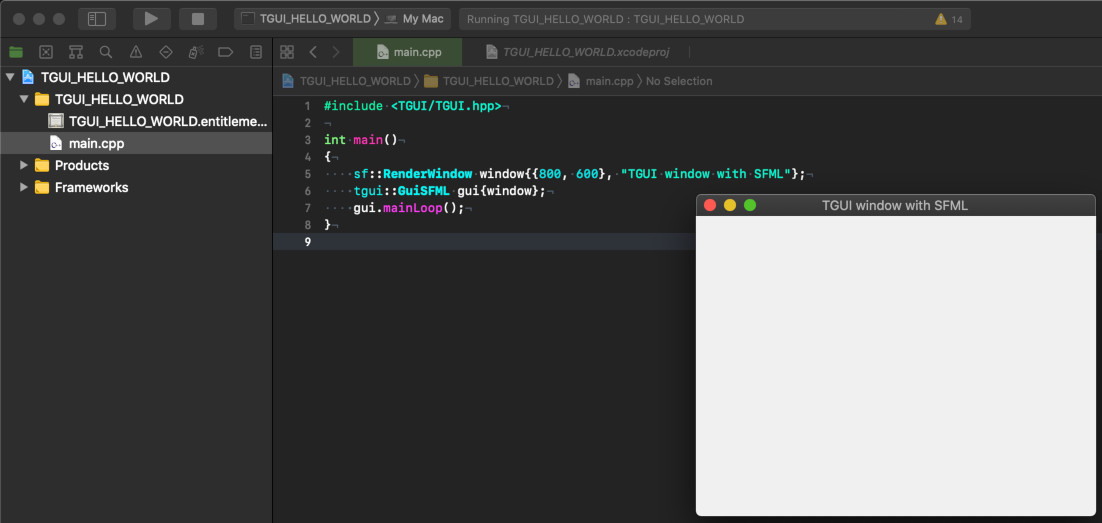 TGUI_HELLO_WORLD 〉 My Mac
Running TGUI_HELLO_WORLD : TGUI_HELLO_WORLD
14
main.cpp
TGUI_HELLO_WORLD.xcodeproj
TGUI_HELLO_WORLD
TGUI_HELLO_WORLD
TGUI_HELLO_WORLD.entitleme...
main.cpp
Products
Frameworks
TGUI_HELLO_WORLD 〉 TGUI_HELLO_WORLD 〉 main.cpp 〉 No Selection
1 #include <TGUI/TGUI.hpp>
2
3 int main()
4 {
5 sf::RenderWindow window{{800, 600}, "TGUI window with SFML"};
6 tgui::GuiSFML gui{window};
7 gui.mainLoop();
8 }
9
TGUI window with SFML